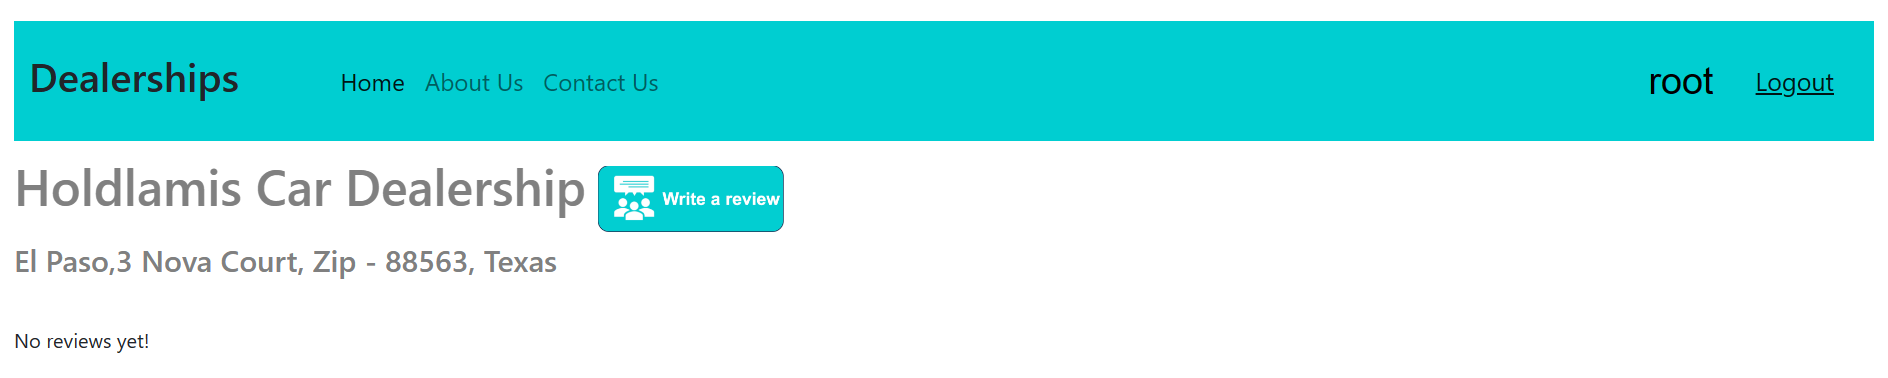 Dealerships Home About Us Contact Us root Logout
Holdlamis Car Dealership Write a review
El Paso,3 Nova Court, Zip - 88563, Texas
No reviews yet!